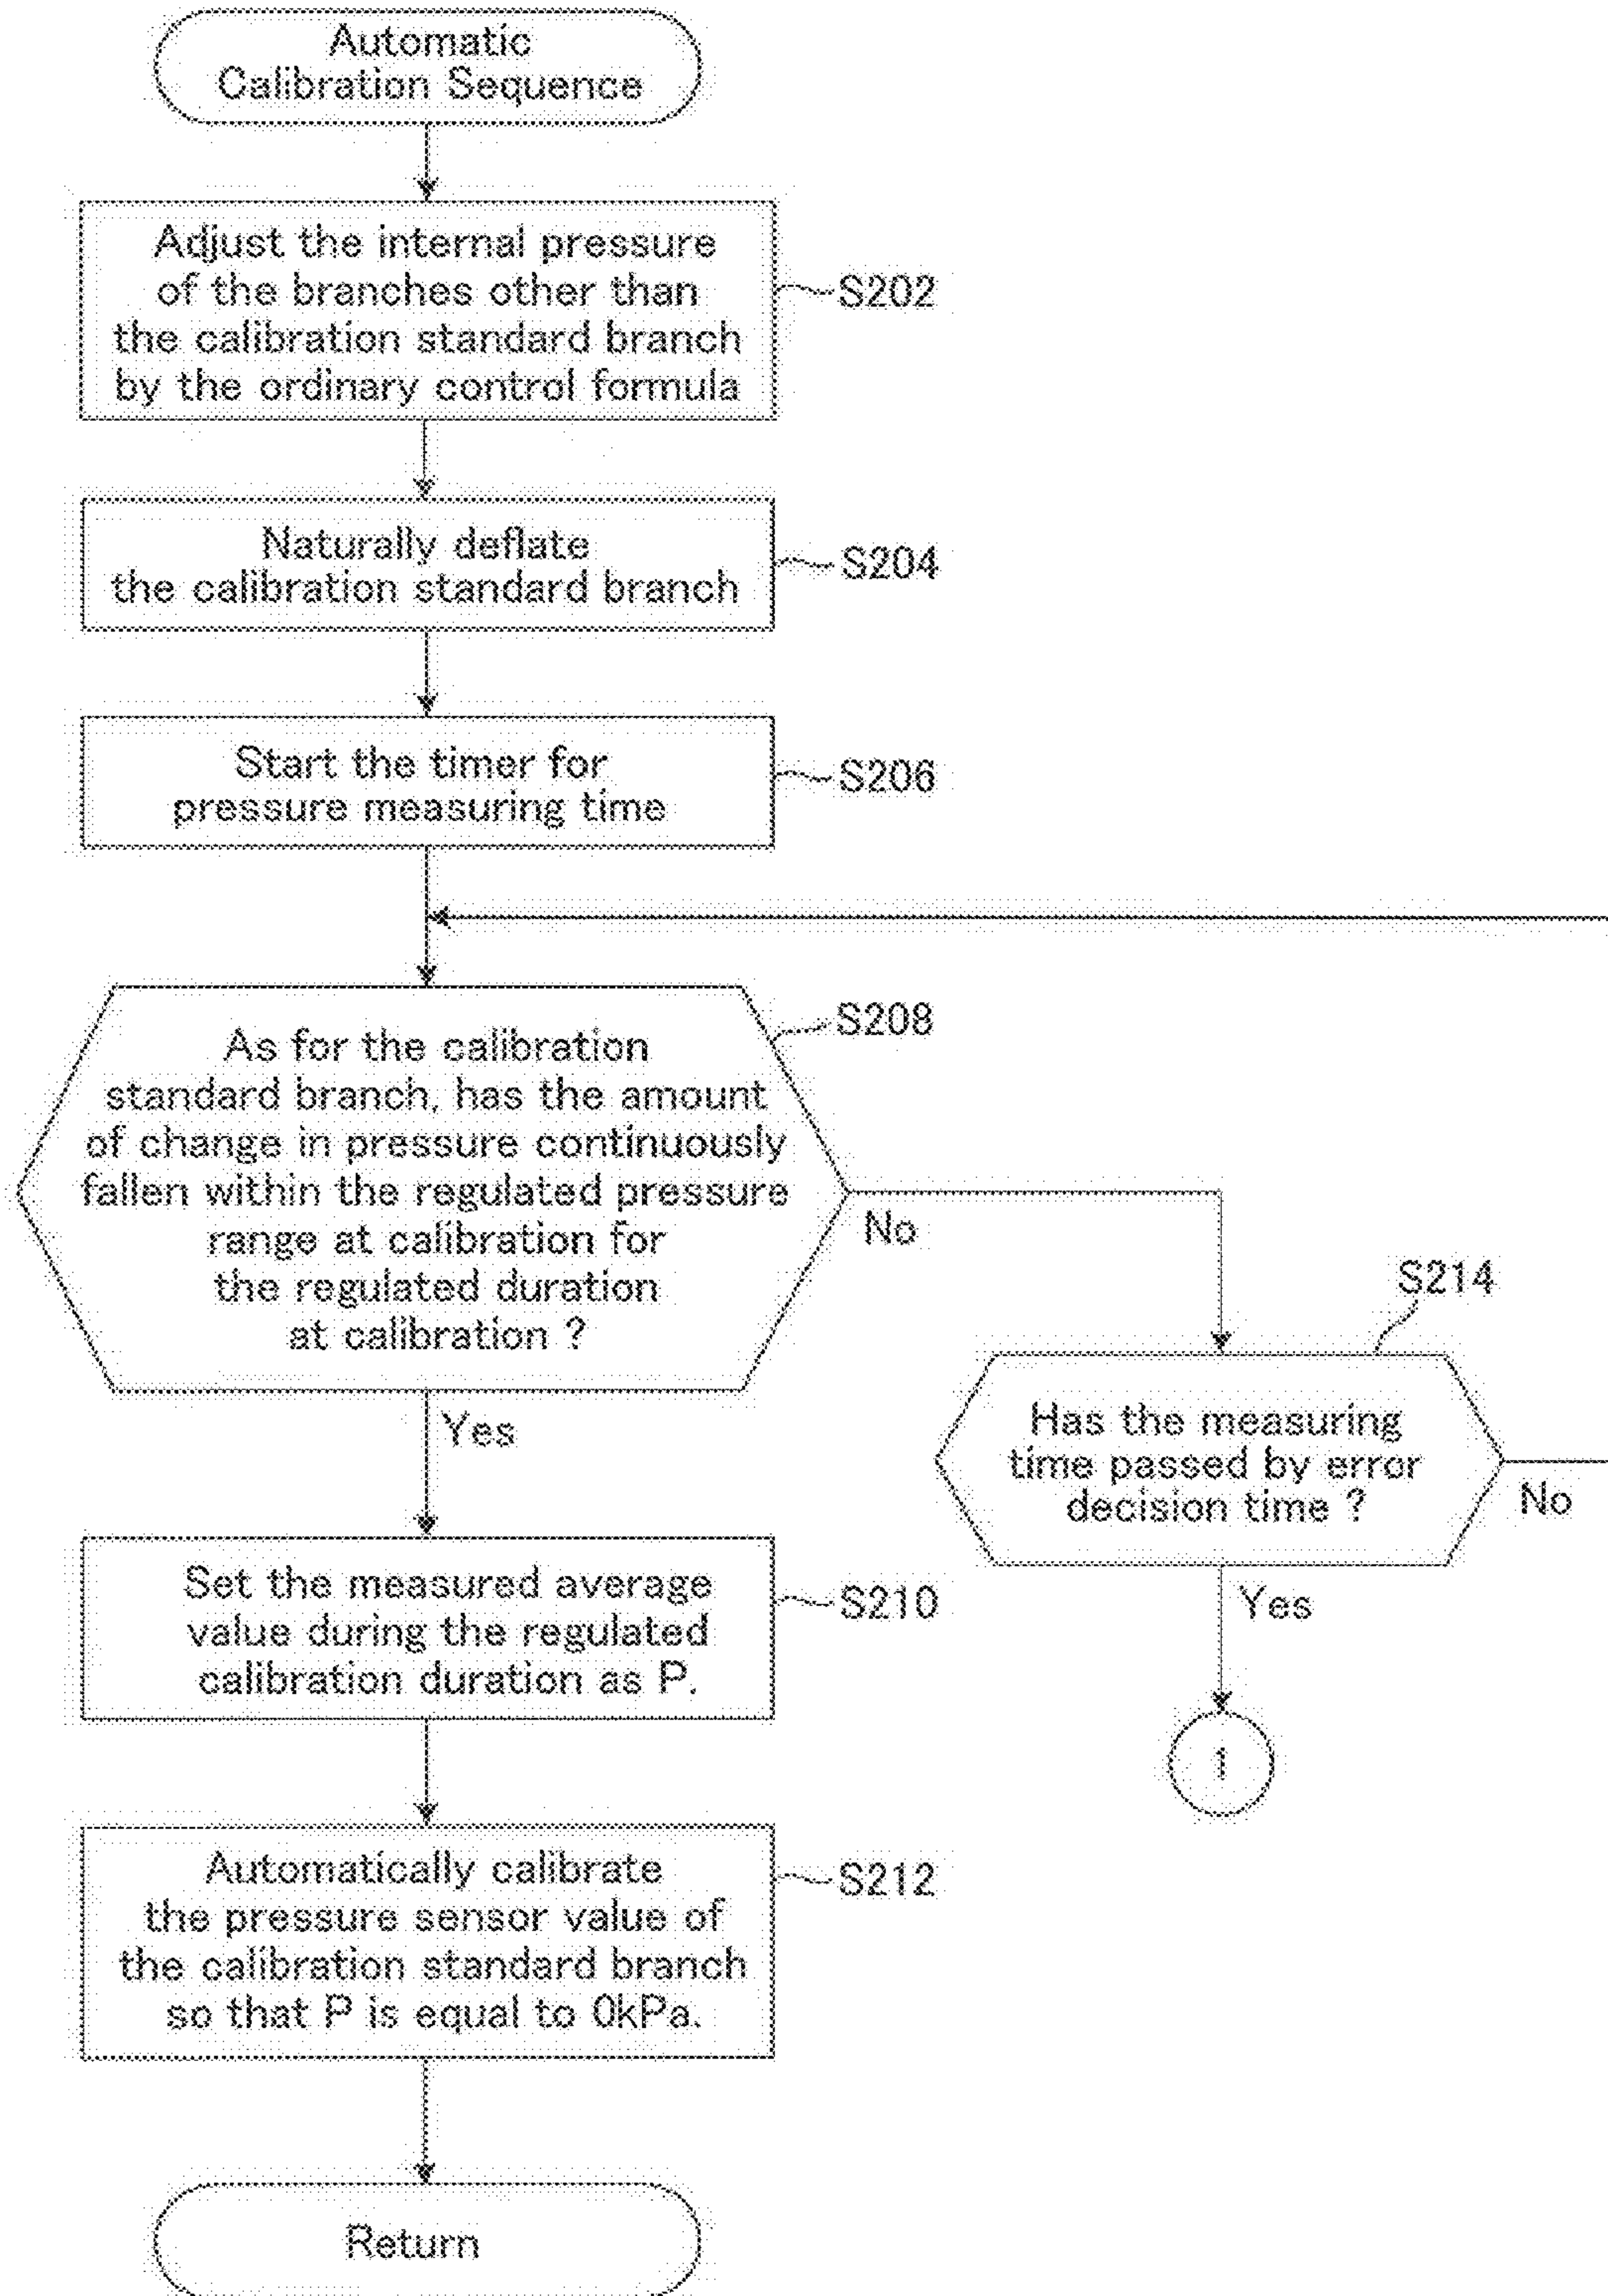 Automatic
Calibration Sequence
Adjust the internal pressure
of the branches other than
the calibration standard branch
by the ordinary control formula
S202
Naturally deflate
the calibration standard branch
S204
Start the timer for
pressure measuring time
S206
As for the calibration
standard branch, has the amount
of change in pressure continuously
fallen within the regulated pressure
range at calibration for
the regulated duration
at calibration ?
S208
No
Yes
S214
Has the measuring
time passed by error
decision time ?
No
Yes
1
Set the measured average
value during the regulated
calibration duration as P.
S210
Automatically calibrate
the pressure sensor value of
the calibration standard branch
so that P is equal to 0kPa.
S212
Return